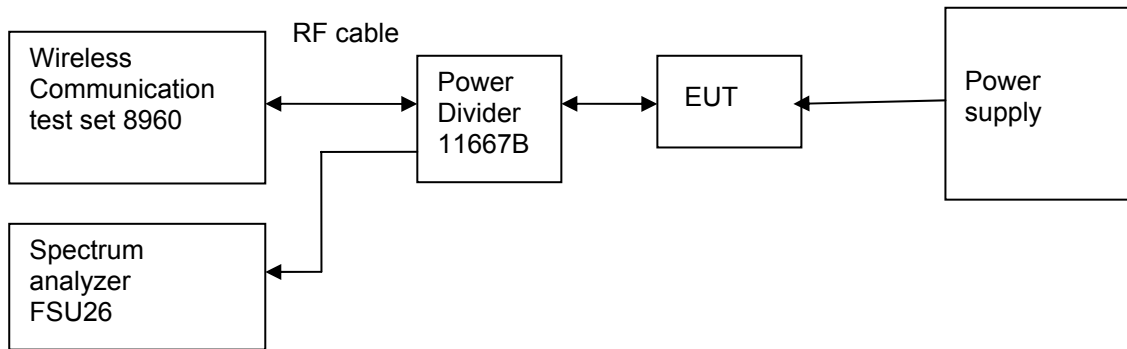 RF cable
Wireless
Communication
test set 8960
Power
Divider
11667B
EUT
Power
supply
Spectrum
analyzer
FSU26